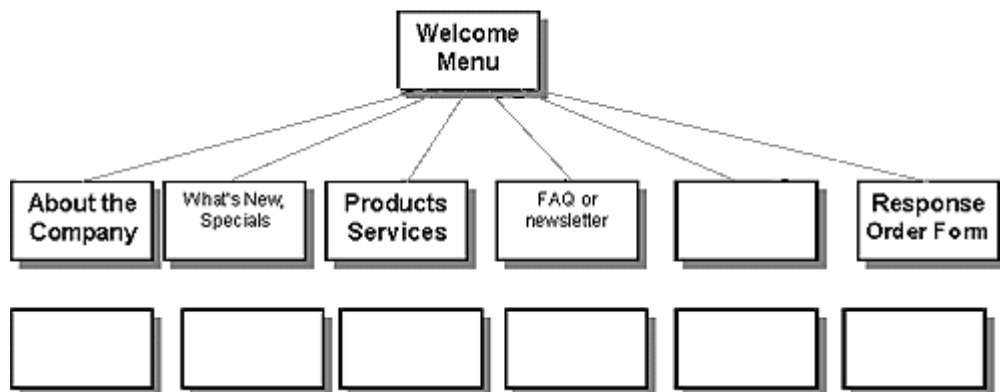 Welcome
Menu
About the
Company
What's New,
Specials
Products
Services
FAQ or
newsletter
Response
Order Form